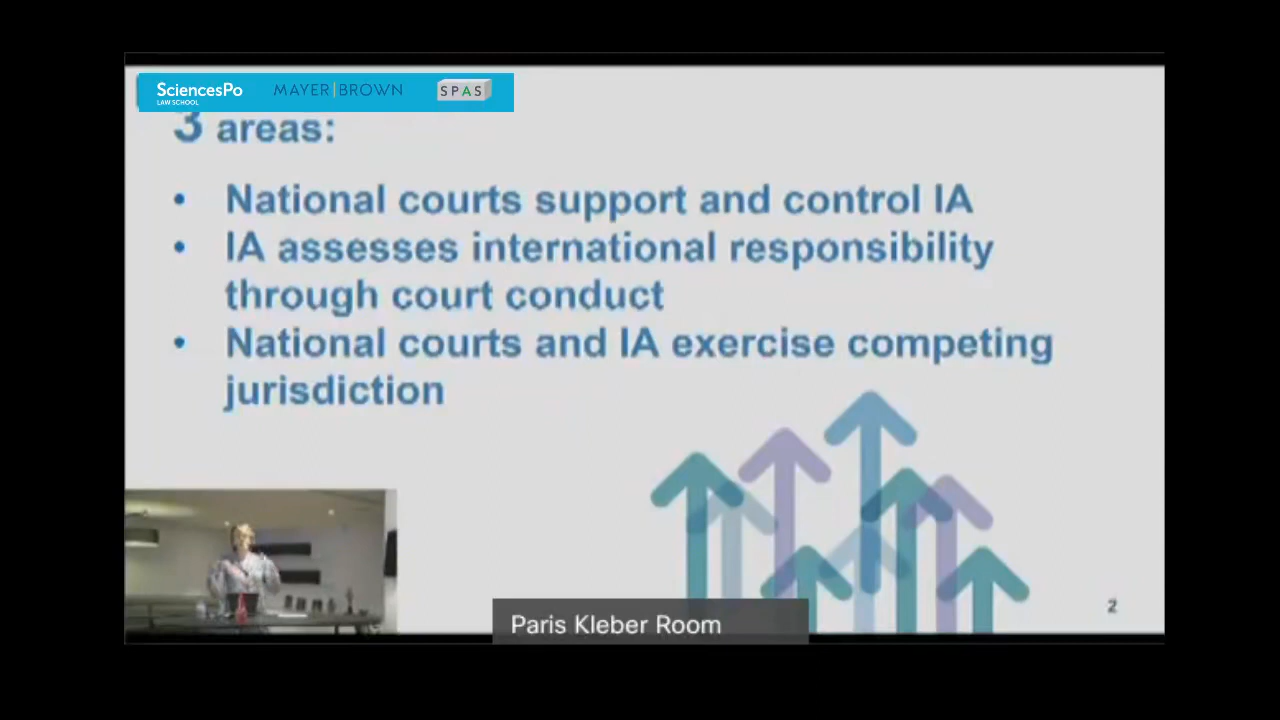 SciencesPo
LAW SCHOOL
MAYER|BROWN
SPAS
3 areas:
• National courts support and control IA
• IA assesses international responsibility
through court conduct
• National courts and IA exercise competing
jurisdiction
2
Paris Kleber Room